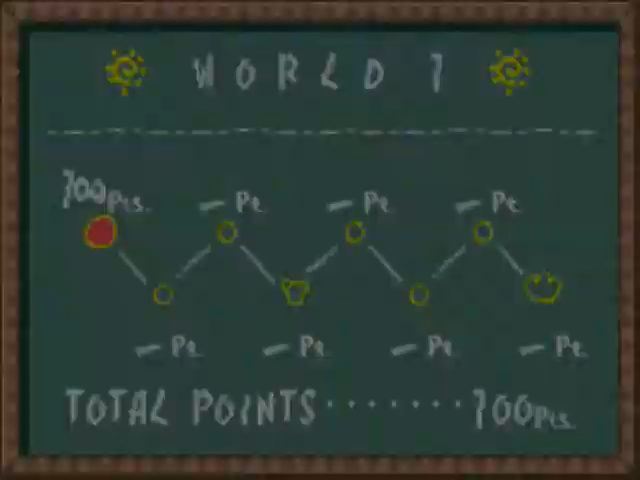 WORLD 1
100Pts. — Pt. — Pt. — Pt.
— Pt. — Pt. — Pt. — Pt.
TOTAL POINTS ········ 100Pts.